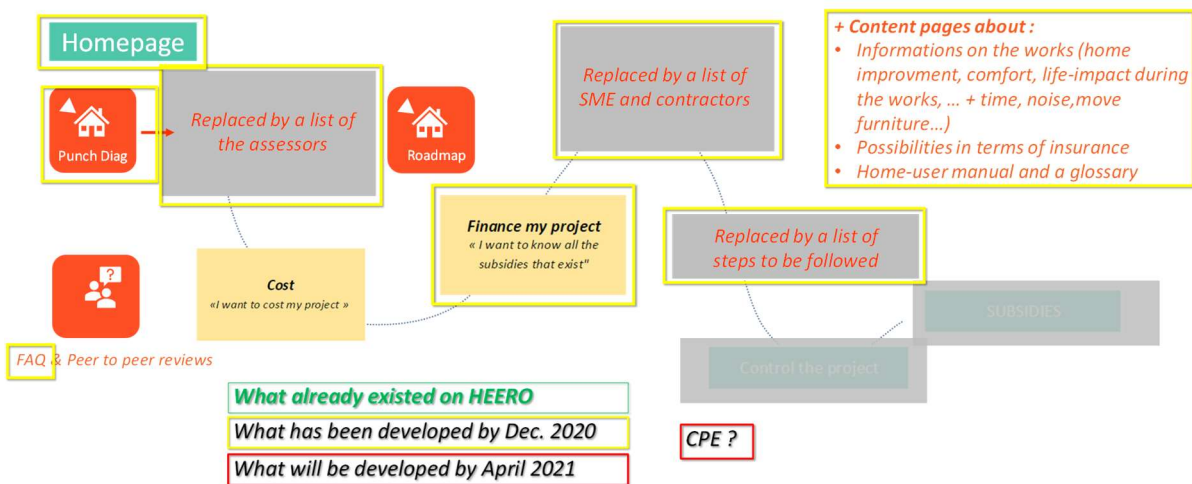 Homepage
Punch Diag
Replaced by a list of
the assessors
Roadmap
Replaced by a list of
SME and contractors
+ Content pages about :
• Informations on the works (home
improvment, comfort, life-impact during
the works, ... + time, noise,move
furniture...)
• Possibilities in terms of insurance
• Home-user manual and a glossary
Cost
«I want to cost my project »
Finance my project
« I want to know all the
subsidies that exist"
Replaced by a list of
steps to be followed
SUBSIDIES
Control the project
?
FAQ & Peer to peer reviews
What already existed on HEERO
What has been developed by Dec. 2020
What will be developed by April 2021
CPE ?